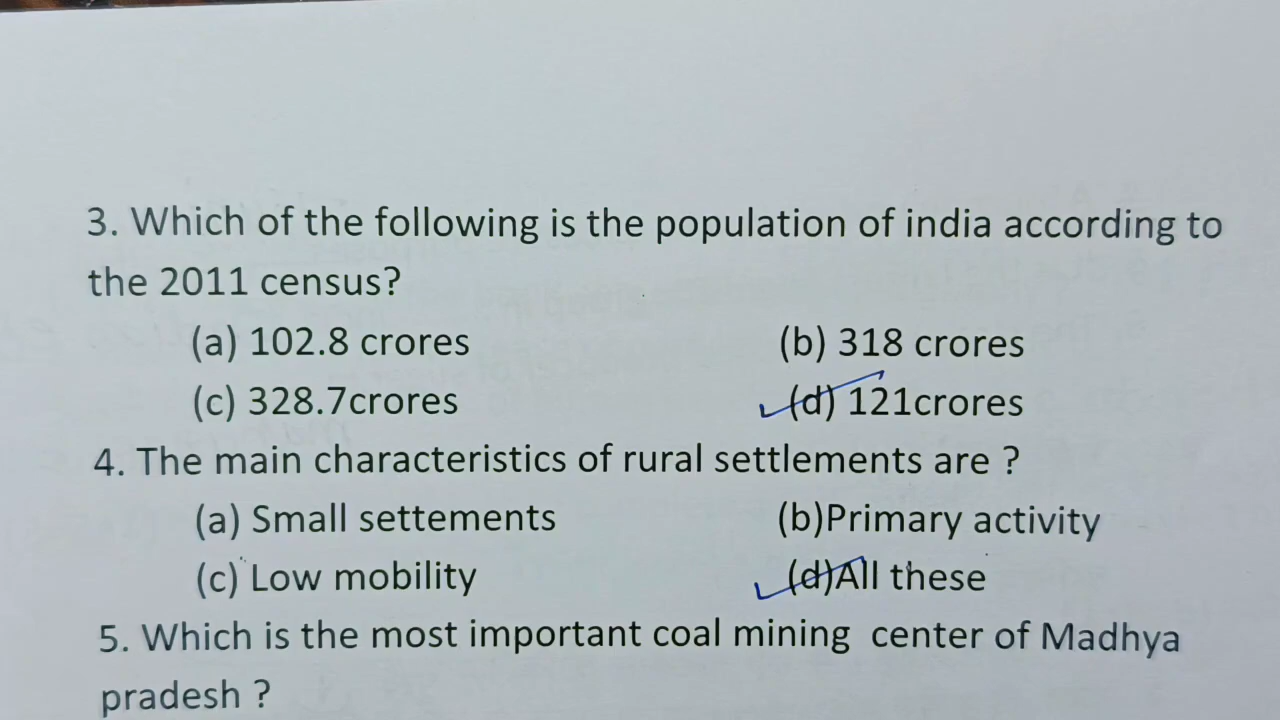 3. Which of the following is the population of india according to
the 2011 census?
(a) 102.8 crores (b) 318 crores
(c) 328.7crores (d) 121crores
4. The main characteristics of rural settlements are ?
(a) Small settements (b)Primary activity
(c) Low mobility (d)All these
5. Which is the most important coal mining center of Madhya
pradesh ?